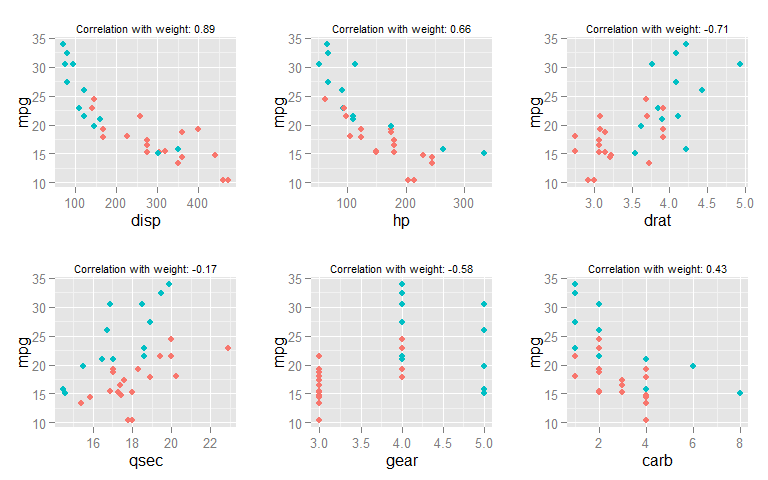 Correlation with weight: 0.89
35
30
25
20
15
10
mpg
100 200 300 400
disp
Correlation with weight: 0.66
35
30
25
20
15
10
mpg
100 200 300
hp
Correlation with weight: -0.71
35
30
25
20
15
10
mpg
3.0 3.5 4.0 4.5 5.0
drat
Correlation with weight: -0.17
35
30
25
20
15
10
mpg
16 18 20 22
qsec
Correlation with weight: -0.58
35
30
25
20
15
10
mpg
3.0 3.5 4.0 4.5 5.0
gear
Correlation with weight: 0.43
35
30
25
20
15
10
mpg
2 4 6 8
carb